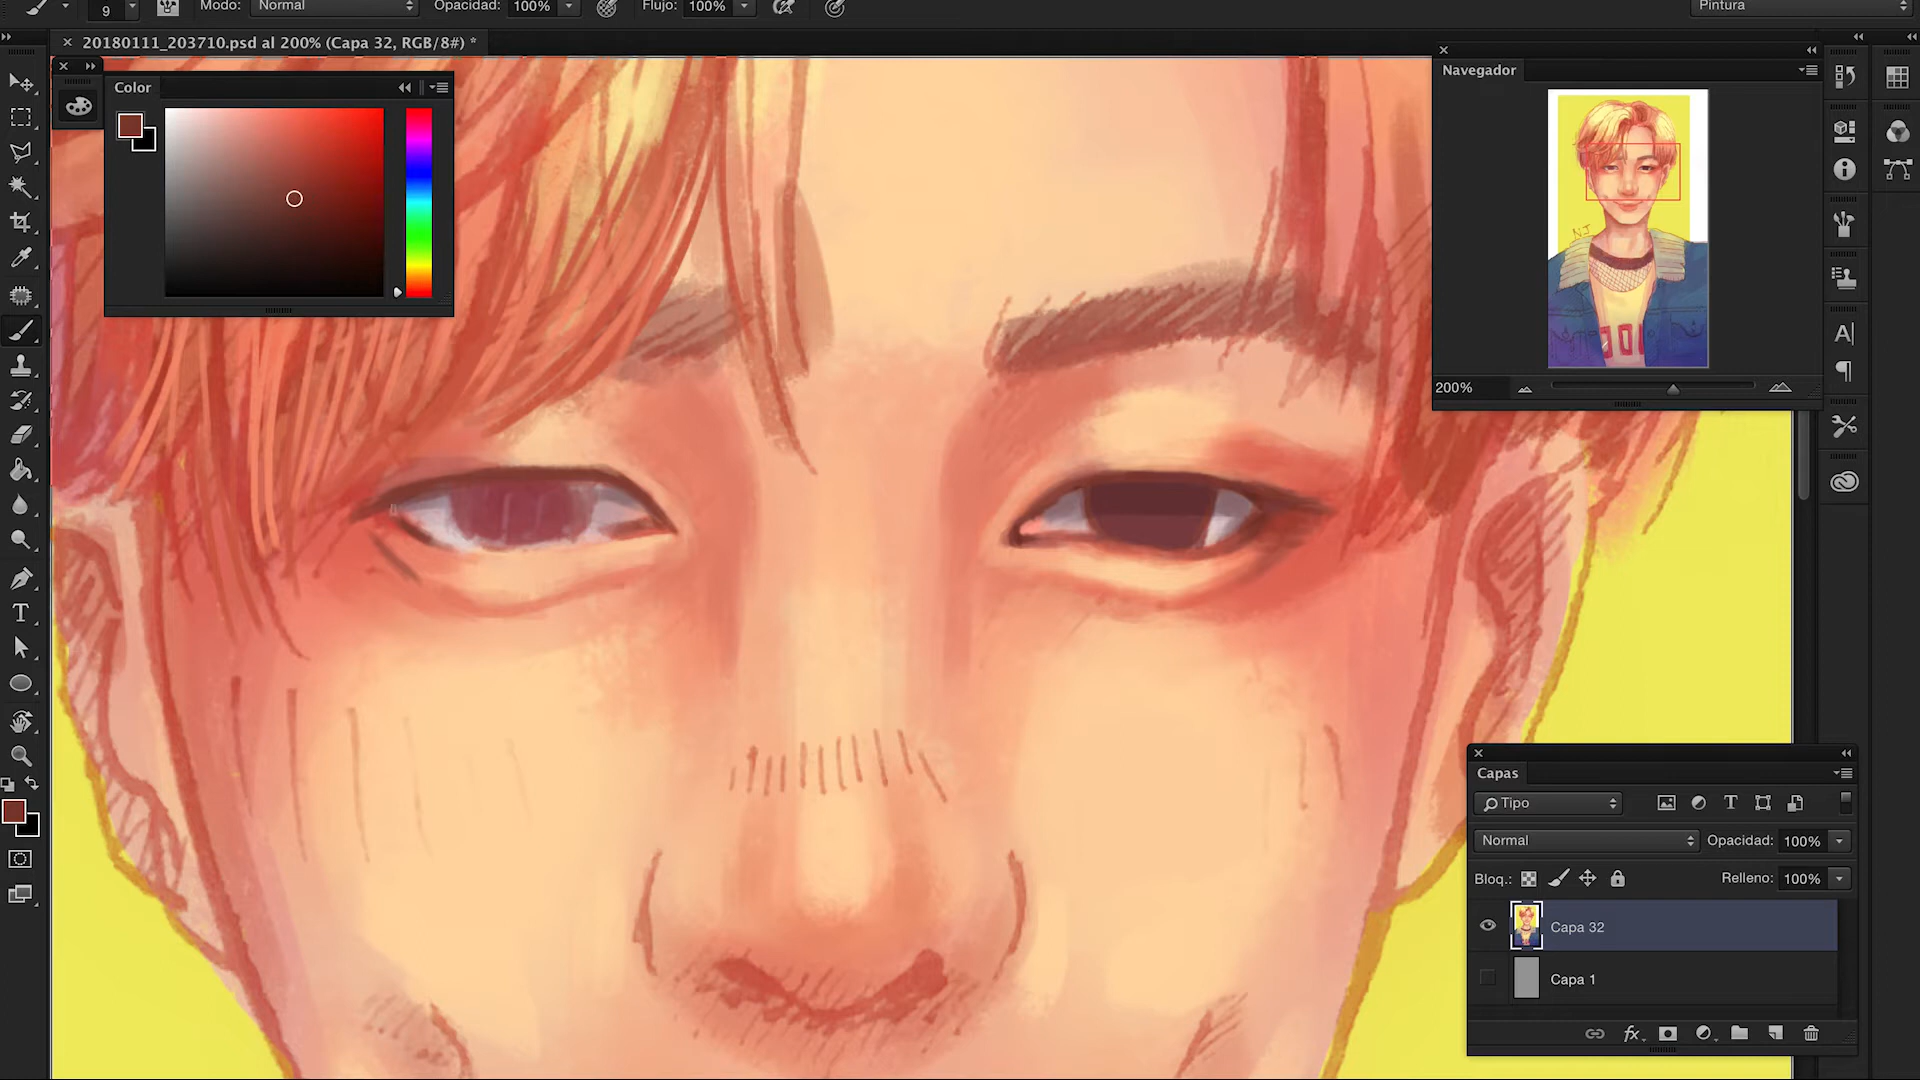 9 Modo: Normal Opacidad: 100% Flujo: 100% Pintura
20180111_203710.psd al 200% (Capa 32, RGB/8#) *
Color
Navegador
NJ
200%
Capas
Tipo
Normal Opacidad: 100%
Bloq.: Relleno: 100%
Capa 32
Capa 1